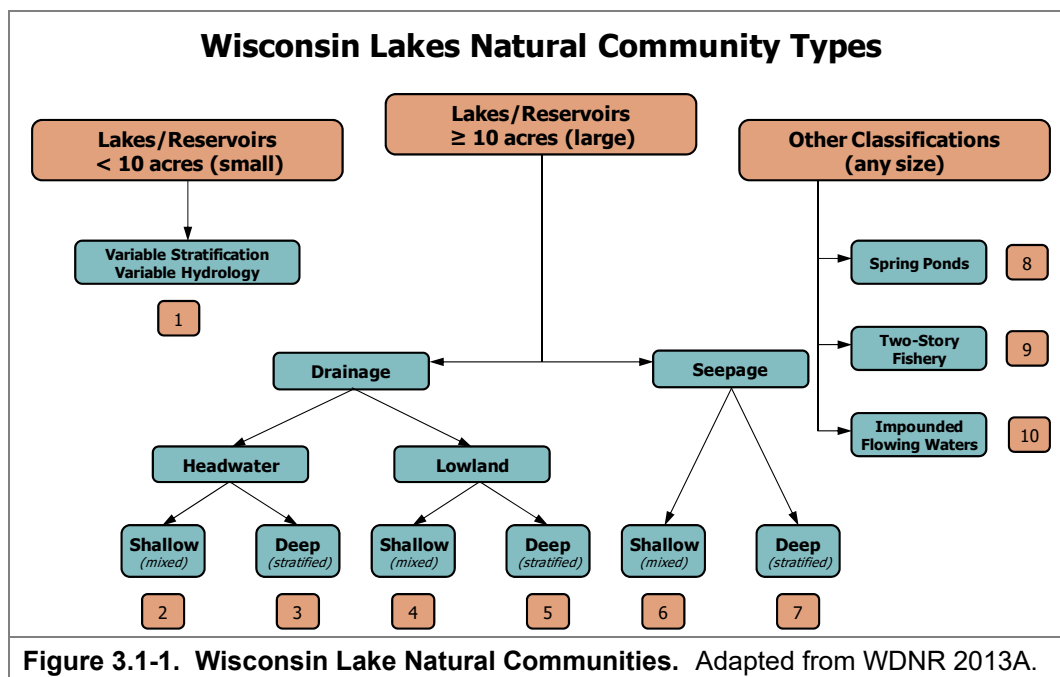 Wisconsin Lakes Natural Community Types
Lakes/Reservoirs
< 10 acres (small)
Lakes/Reservoirs
≥ 10 acres (large)
Other Classifications
(any size)
Variable Stratification
Variable Hydrology
1
Spring Ponds
8
Two-Story
Fishery
9
Impounded
Flowing Waters
10
Drainage
Seepage
Headwater
Lowland
Shallow
(mixed)
Deep
(stratified)
Shallow
(mixed)
Deep
(stratified)
Shallow
(mixed)
Deep
(stratified)
2
3
4
5
6
7
Figure 3.1-1. Wisconsin Lake Natural Communities. Adapted from WDNR 2013A.